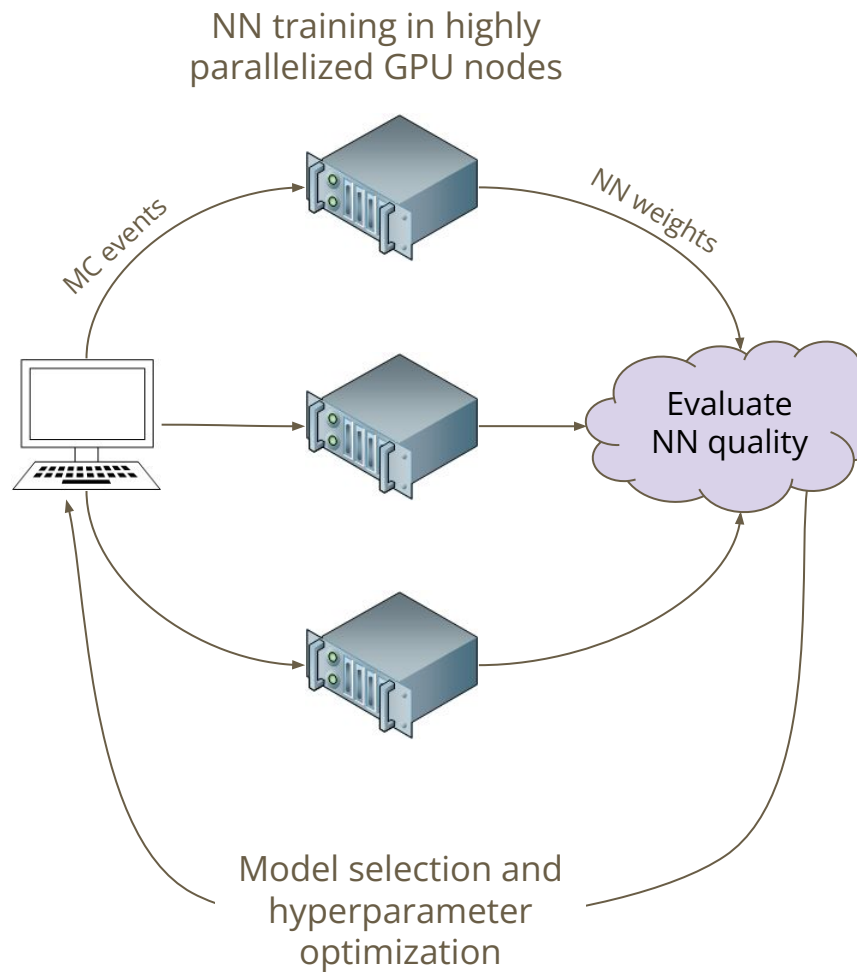 NN training in highly
parallelized GPU nodes
MC events
NN weights
Evaluate
NN quality
Model selection and
hyperparameter
optimization